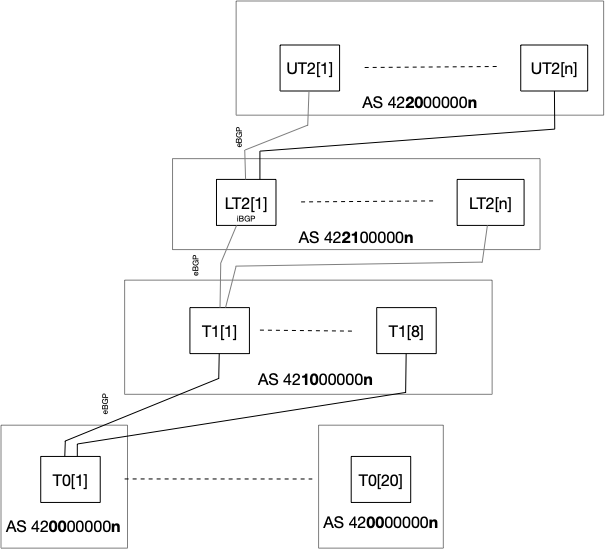 UT2[1] UT2[n]
AS 4220000000n
eBGP
LT2[1] LT2[n]
iBGP
AS 422100000n
eBGP
T1[1] T1[8]
AS 4210000000n
eBGP
T0[1] T0[20]
AS 4200000000n AS 4200000000n